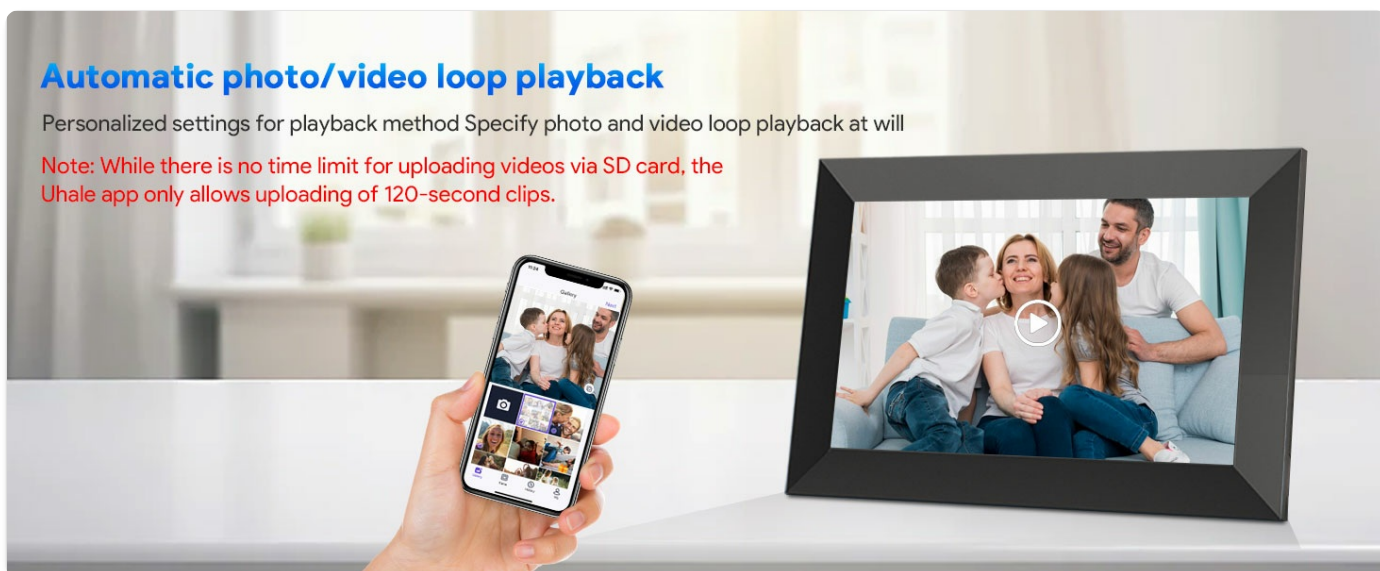 Automatic photo/video loop playback
Personalized settings for playback method Specify photo and video loop playback at will
Note: While there is no time limit for uploading videos via SD card, the
Uhale app only allows uploading of 120-second clips.
11:24
Gallery
Next